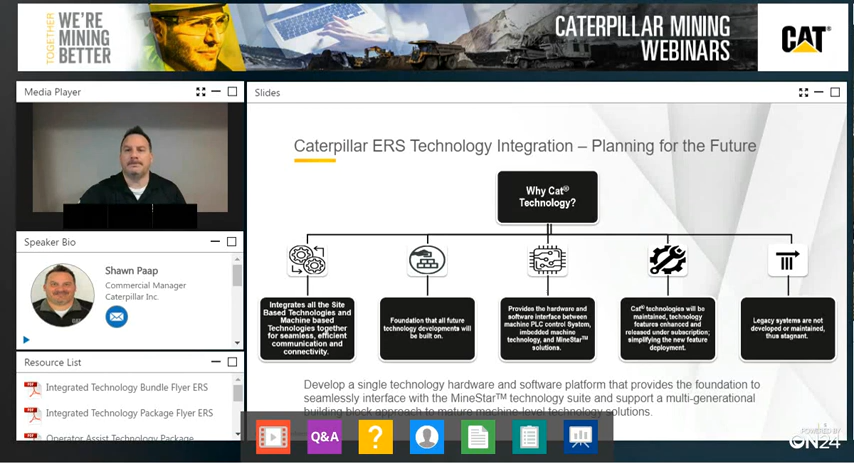 TOGETHER
WE'RE
MINING
BETTER
CATERPILLAR MINING
WEBINARS
CAT®
Media Player
Slides
Caterpillar ERS Technology Integration – Planning for the Future
Why Cat®
Technology?
Integrates all the Site
Based Technologies and
Machine based
Technologies together
for seamless, efficient
communication and
connectivity.
Foundation that all future
technology developments will
be built on.
Provides the hardware and
software interface between
machine PLC control System,
imbedded machine
technology, and MineStar™
solutions.
Cat® technologies will be
maintained, technology
features enhanced and
released under subscription;
simplifying the new feature
deployment.
Legacy systems are not
developed or maintained,
thus stagnant.
Develop a single technology hardware and software platform that provides the foundation to
seamlessly interface with the MineStar™ technology suite and support a multi-generational
building block approach to mature machine-level technology solutions.
Speaker Bio
Shawn Paap
Commercial Manager
Caterpillar Inc.
Resource List
PDF Integrated Technology Bundle Flyer ERS
PDF Integrated Technology Package Flyer ERS
Operator Assist Technology Package
Q&A
?
POWERED BY
ON24